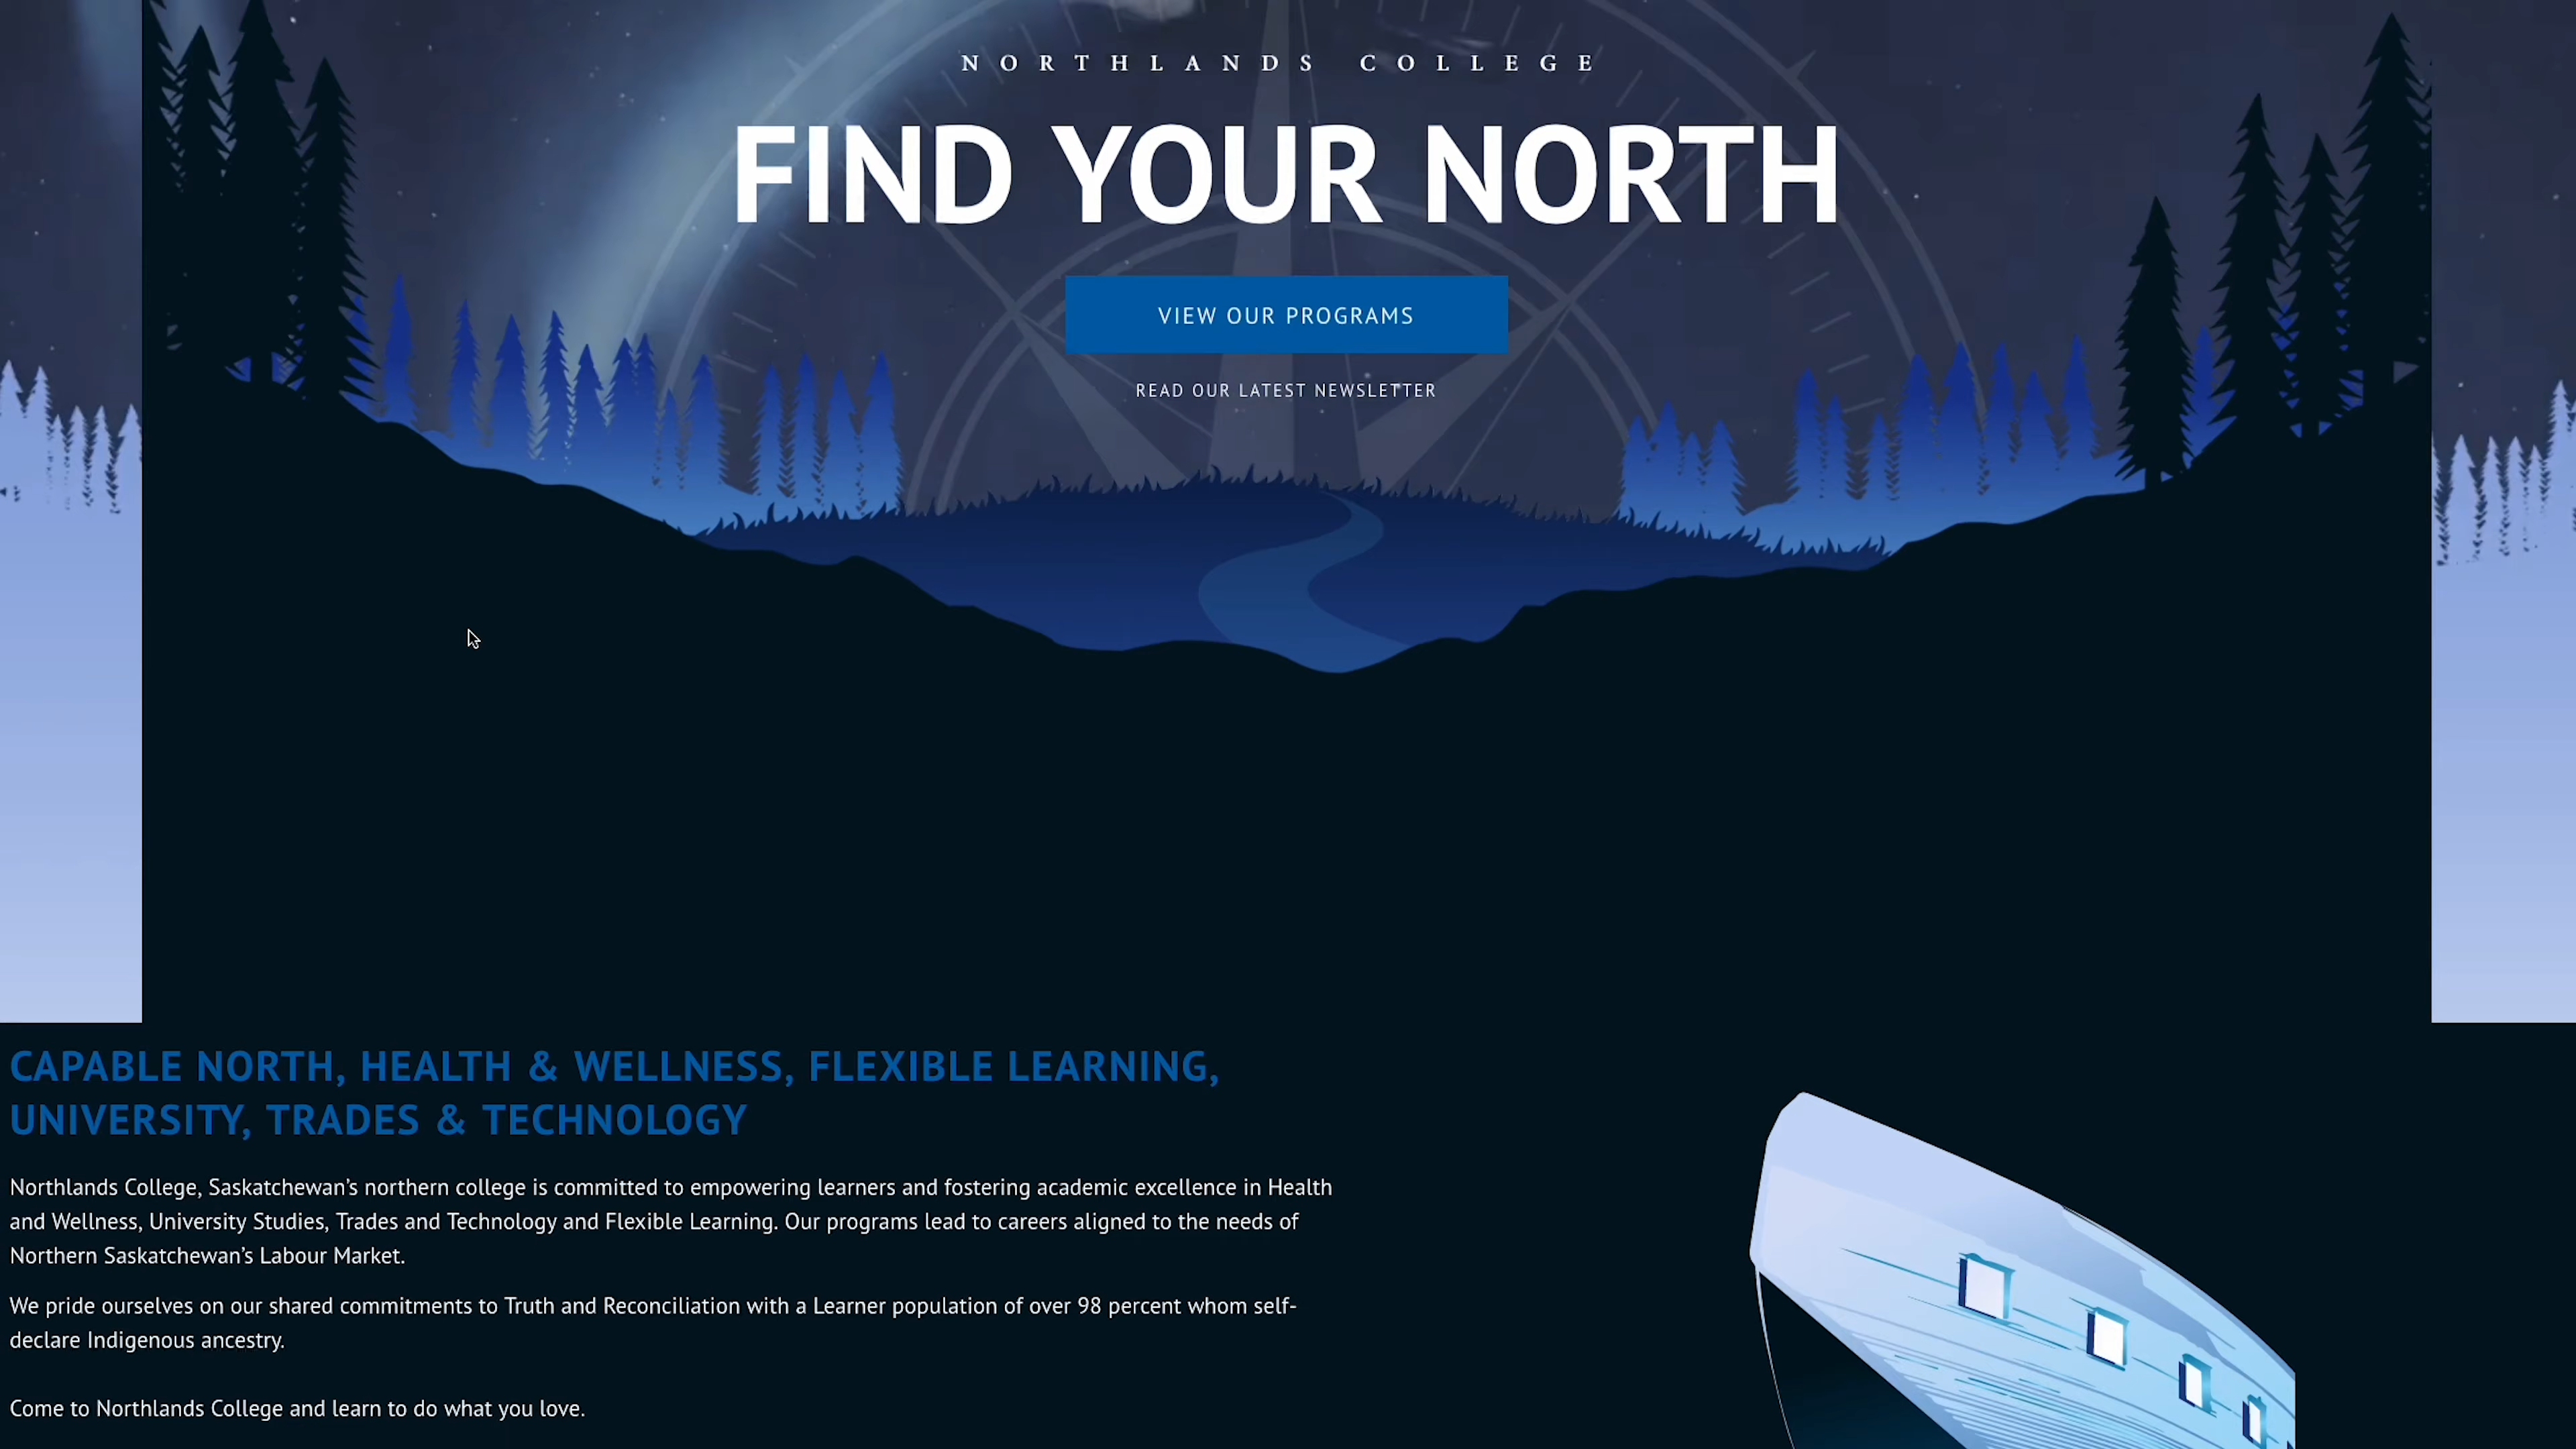 NORTHLANDS COLLEGE
FIND YOUR NORTH
VIEW OUR PROGRAMS
READ OUR LATEST NEWSLETTER
CAPABLE NORTH, HEALTH & WELLNESS, FLEXIBLE LEARNING,
UNIVERSITY, TRADES & TECHNOLOGY
Northlands College, Saskatchewan’s northern college is committed to empowering learners and fostering academic excellence in Health
and Wellness, University Studies, Trades and Technology and Flexible Learning. Our programs lead to careers aligned to the needs of
Northern Saskatchewan’s Labour Market.
We pride ourselves on our shared commitments to Truth and Reconciliation with a Learner population of over 98 percent whom self-
declare Indigenous ancestry.
Come to Northlands College and learn to do what you love.